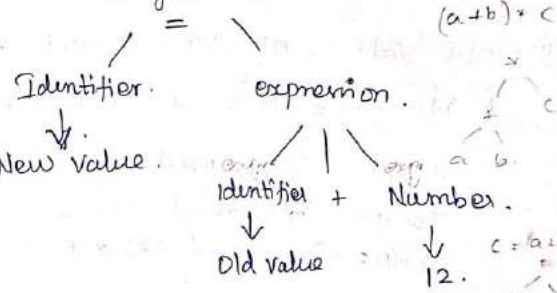 =
(a+b) * c
Identifier. expression.
* c
+
New value. a b
Identifier + Number.
Old value 12.
c =